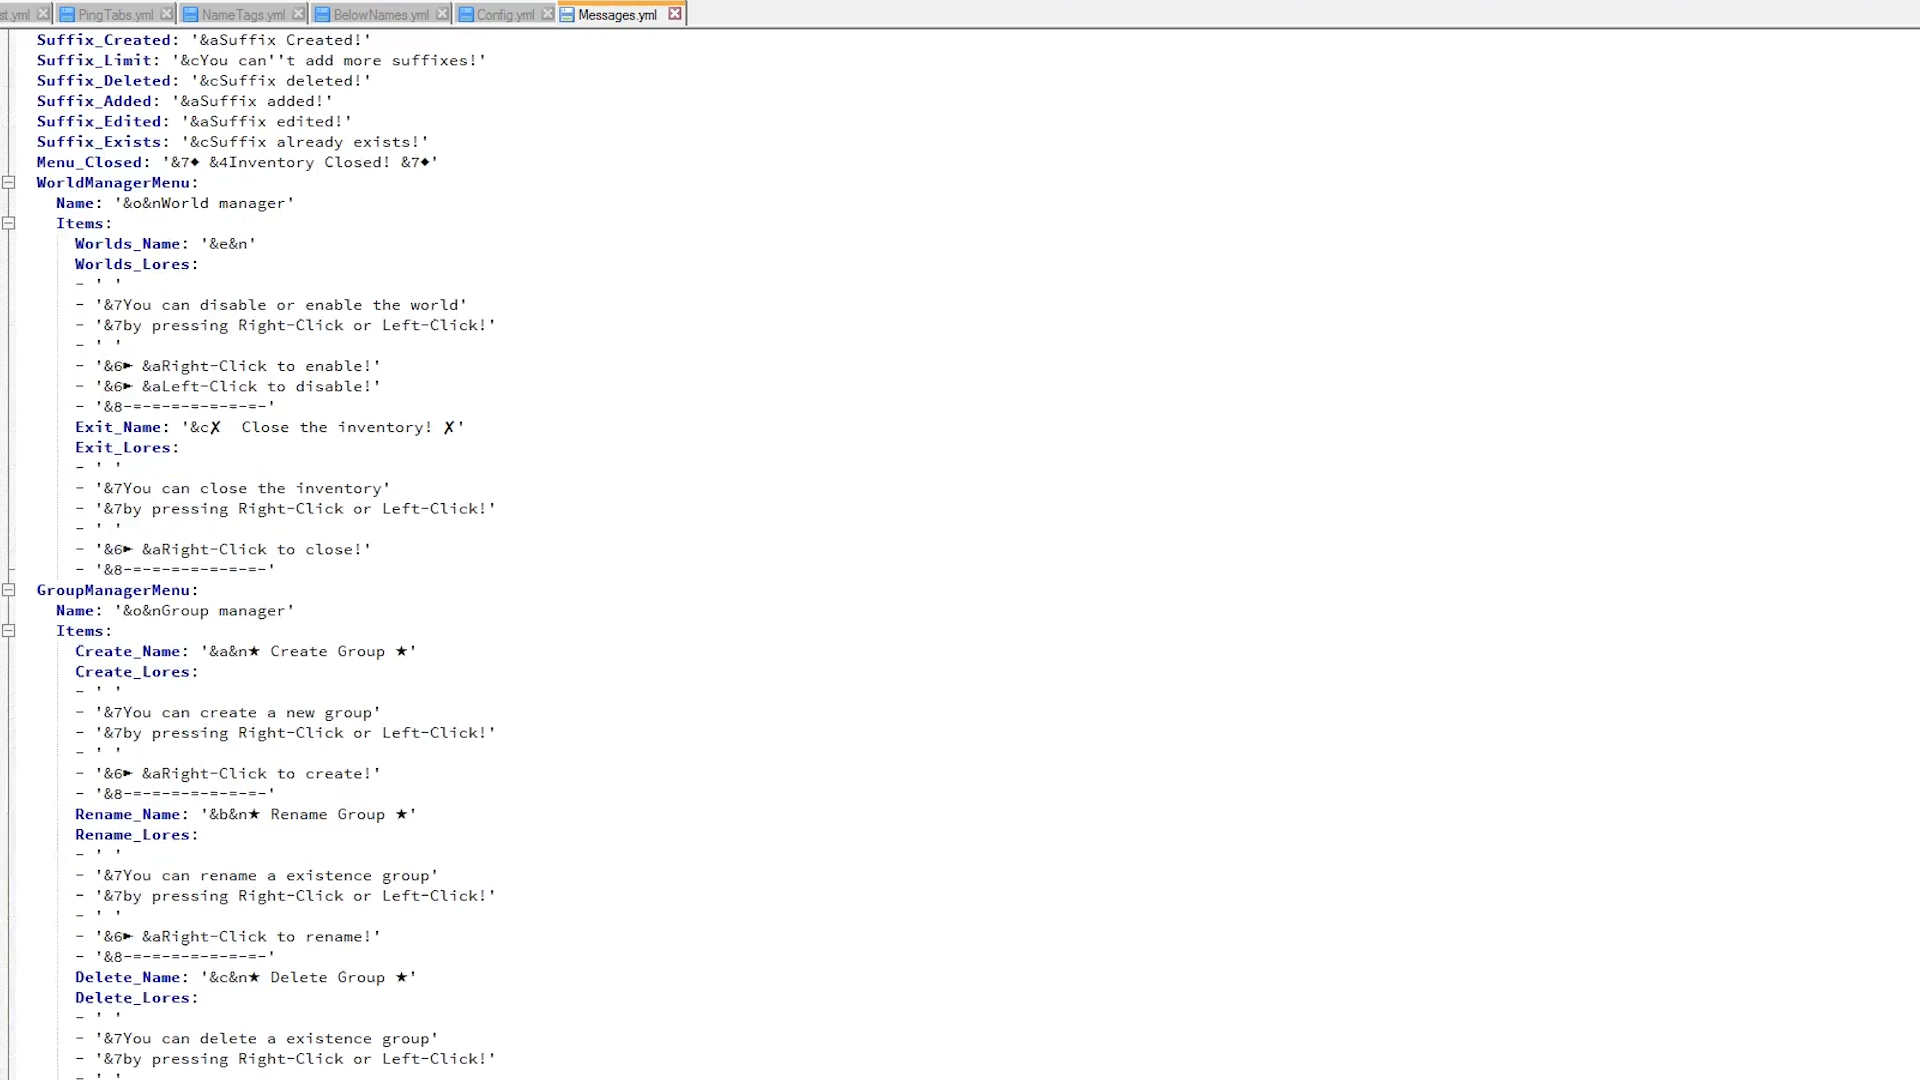 st.yml PingTabs.yml NameTags.yml BelowNames.yml Config.yml Messages.yml
Suffix_Created: '&aSuffix Created!'
Suffix_Limit: '&cYou can''t add more suffixes!'
Suffix_Deleted: '&cSuffix deleted!'
Suffix_Added: '&aSuffix added!'
Suffix_Edited: '&aSuffix edited!'
Suffix_Exists: '&cSuffix already exists!'
Menu_Closed: '&7◆ &4Inventory Closed! &7◆'
WorldManagerMenu:
  Name: '&o&nWorld manager'
  Items:
    Worlds_Name: '&e&n'
    Worlds_Lores:
    - ' '
    - '&7You can disable or enable the world'
    - '&7by pressing Right-Click or Left-Click!'
    - ' '
    - '&6► &aRight-Click to enable!'
    - '&6► &aLeft-Click to disable!'
    - '&8-=-=-=-=-=-=-=-'
    Exit_Name: '&c✗  Close the inventory! ✗'
    Exit_Lores:
    - ' '
    - '&7You can close the inventory'
    - '&7by pressing Right-Click or Left-Click!'
    - ' '
    - '&6► &aRight-Click to close!'
    - '&8-=-=-=-=-=-=-=-'
GroupManagerMenu:
  Name: '&o&nGroup manager'
  Items:
    Create_Name: '&a&n★ Create Group ★'
    Create_Lores:
    - ' '
    - '&7You can create a new group'
    - '&7by pressing Right-Click or Left-Click!'
    - ' '
    - '&6► &aRight-Click to create!'
    - '&8-=-=-=-=-=-=-=-'
    Rename_Name: '&b&n★ Rename Group ★'
    Rename_Lores:
    - ' '
    - '&7You can rename a existence group'
    - '&7by pressing Right-Click or Left-Click!'
    - ' '
    - '&6► &aRight-Click to rename!'
    - '&8-=-=-=-=-=-=-=-'
    Delete_Name: '&c&n★ Delete Group ★'
    Delete_Lores:
    - ' '
    - '&7You can delete a existence group'
    - '&7by pressing Right-Click or Left-Click!'
    - ' '